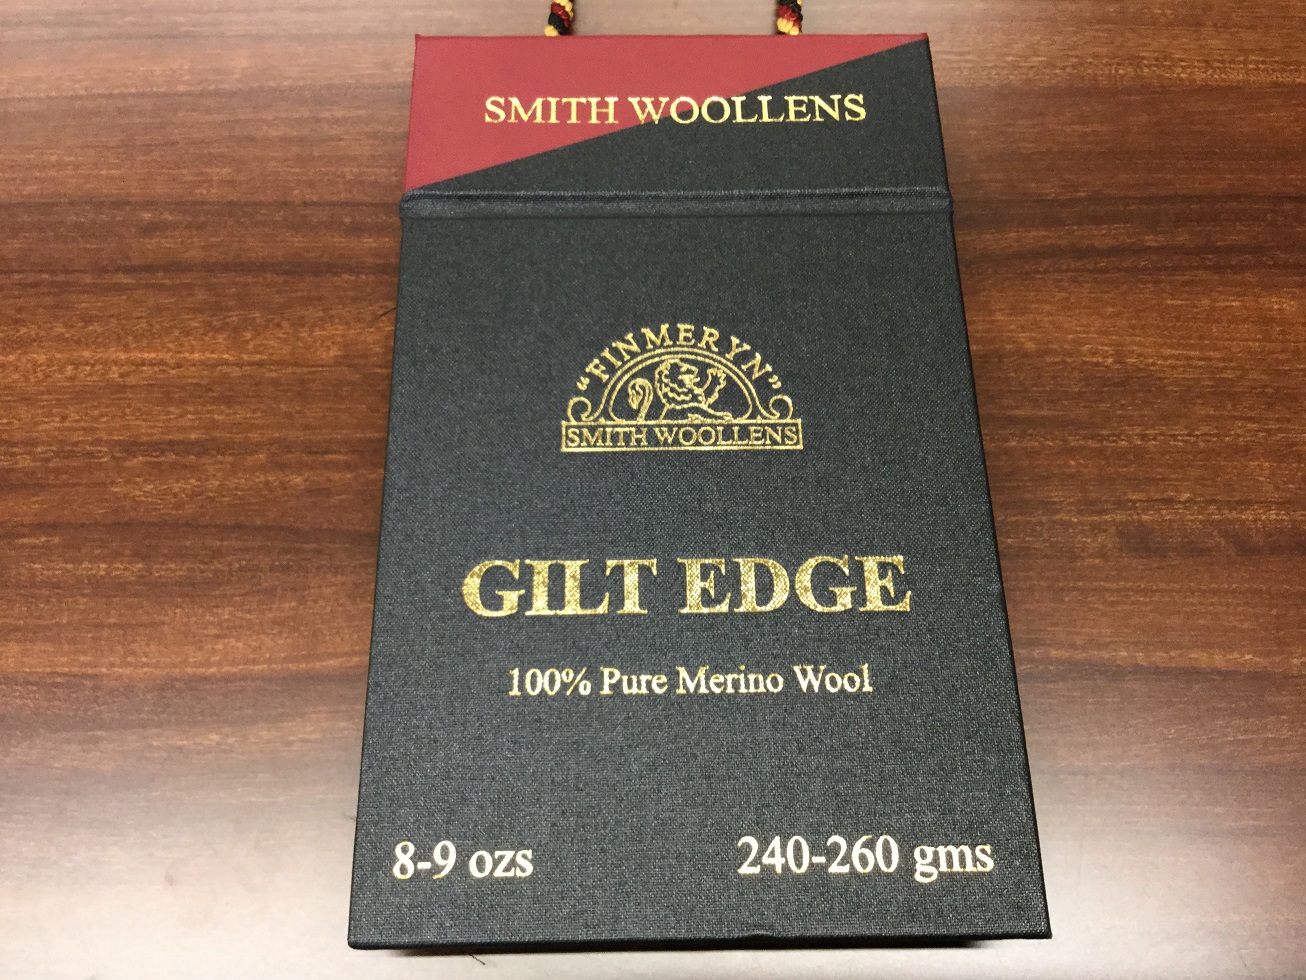 SMITH WOOLLENS
"FINMERYN"
SMITH WOOLLENS
GILT EDGE
100% Pure Merino Wool
8-9 ozs 240-260 gms